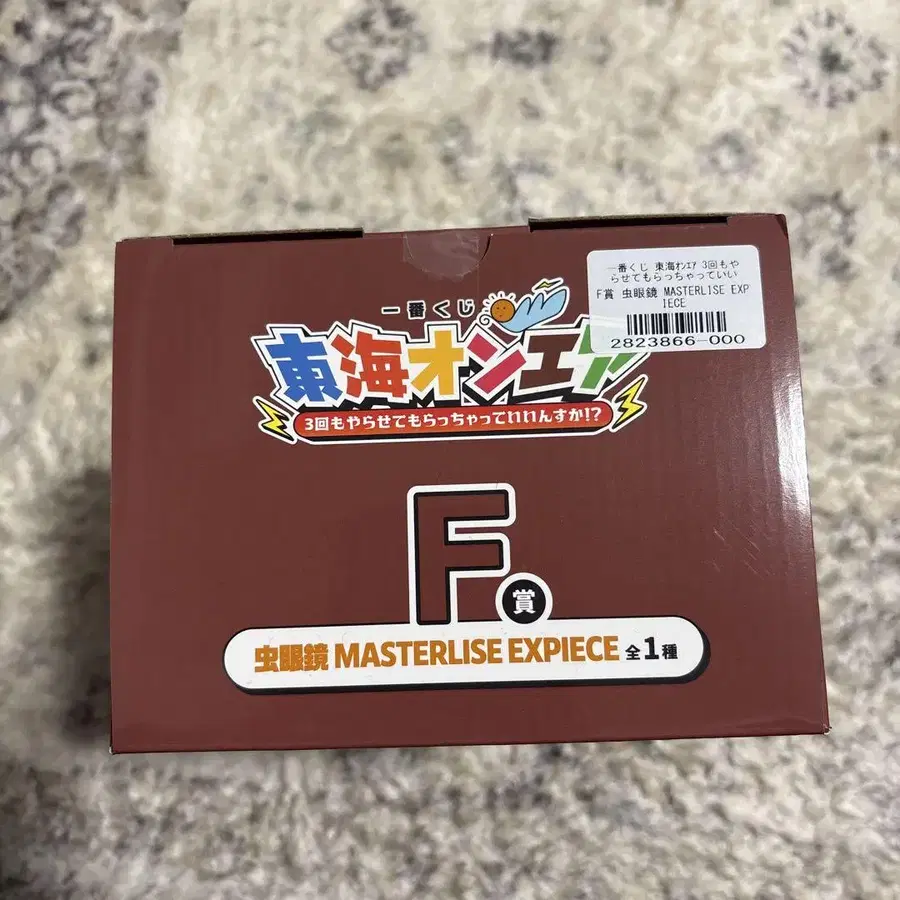 一番くじ 東海ｵﾝｴｱ 3回もや
らせてもらっちゃっていい
F賞 虫眼鏡 MASTERLISE EXP
IECE
2823866-000
一番くじ
東海オンエア
3回もやらせてもらっちゃっていいんすか!?
F賞
虫眼鏡 MASTERLISE EXPIECE 全1種